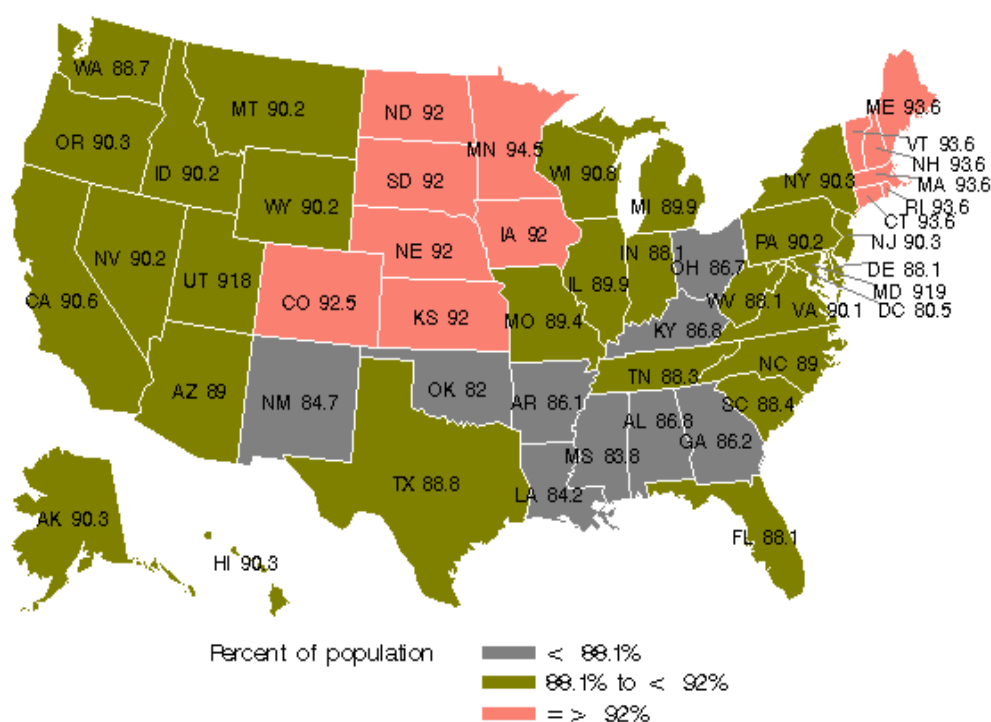 WA 88.7
MT 90.2
ND 92
ME 93.6
OR 90.3
MN 94.5
VT 93.6
ID 90.2
NH 93.6
SD 92
WI 90.8
NY 90.3
MA 93.6
WY 90.2
MI 89.9
RI 93.6
CT 93.6
IA 92
NE 92
PA 90.2
NJ 90.3
IN 88.1
NV 90.2
OH 86.7
DE 88.1
UT 918
IL 89.9
CA 90.6
MD 919
CO 92.5
WV 88.1
KS 92
VA 90.1
DC 80.5
MO 89.4
KY 86.8
NC 89
TN 88.3
AZ 89
OK 82
NM 84.7
AR 86.1
SC 88.4
AL 86.8
GA 86.2
MS 83.8
TX 88.8
LA 84.2
AK 90.3
FL 88.1
HI 90.3
Percent of population
< 88.1%
88.1% to < 92%
=> 92%